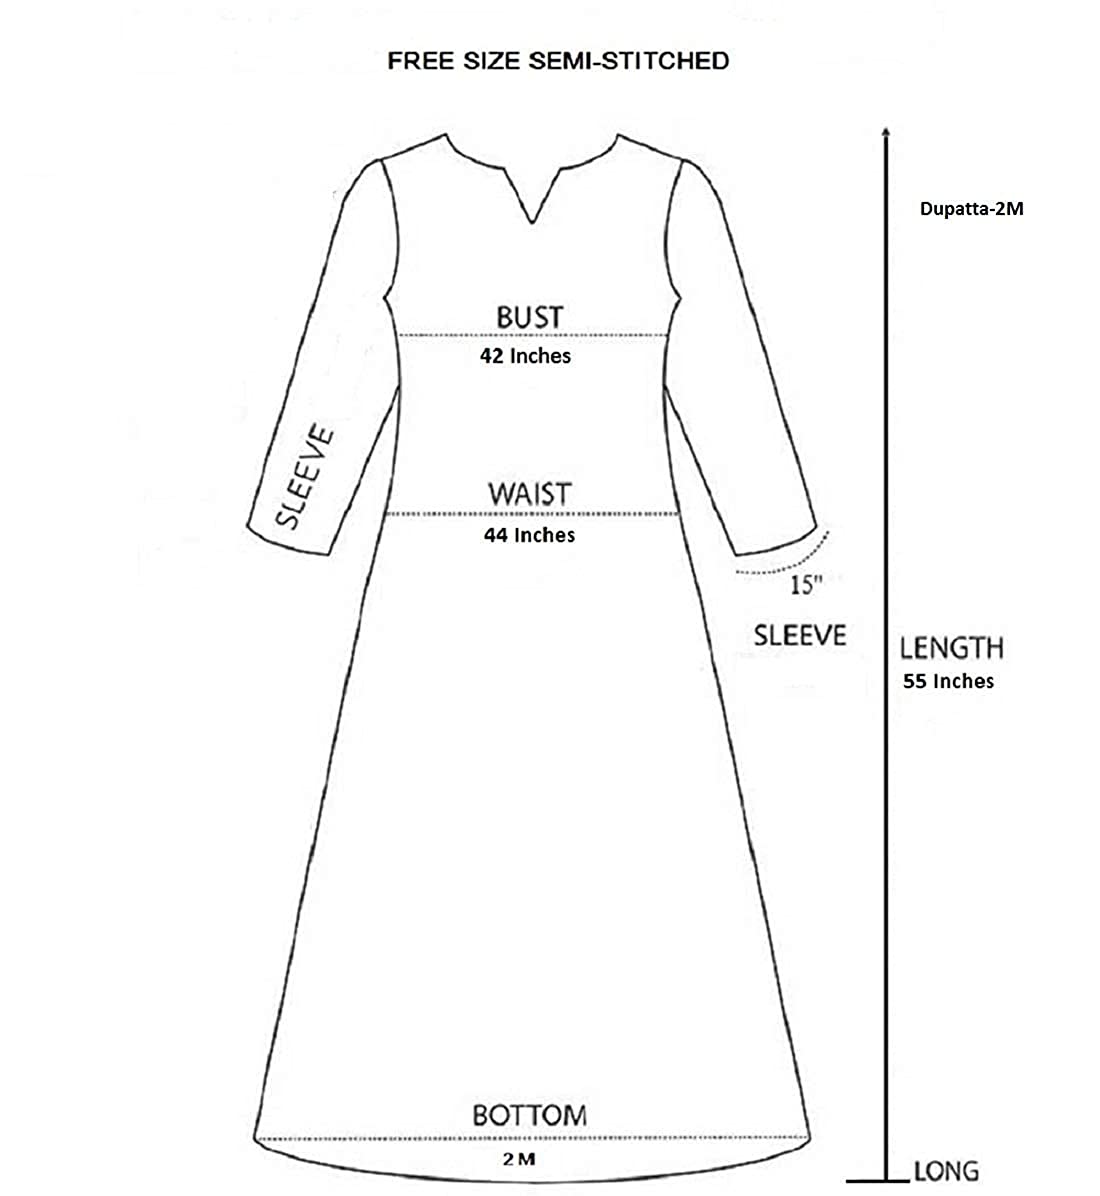 FREE SIZE SEMI-STITCHED
Dupatta-2M
BUST
42 Inches
SLEEVE
WAIST
44 Inches
15"
SLEEVE
LENGTH
55 Inches
BOTTOM
2 M
LONG